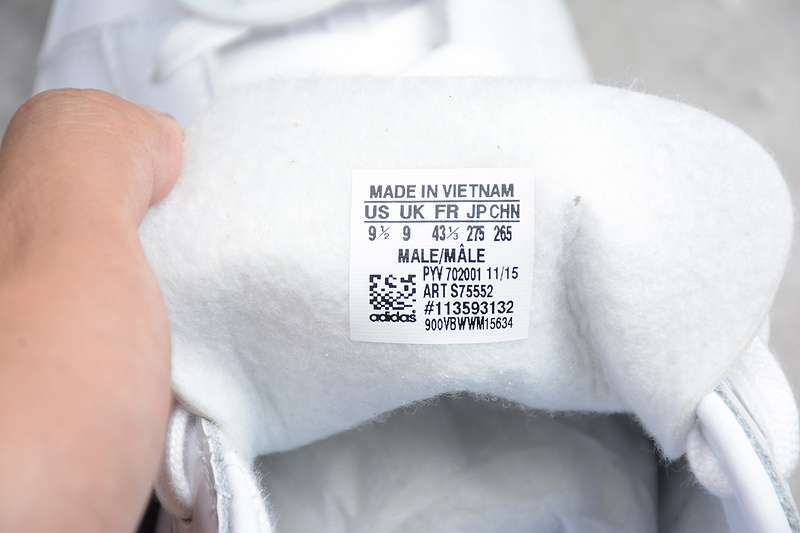 MADE IN VIETNAM
US UK FR JP CHN
9½ 9 43⅓ 275 265
MALE/MÂLE
PYV 702001 11/15
ART S75552
#113593132
adidas 900VBWWM15634